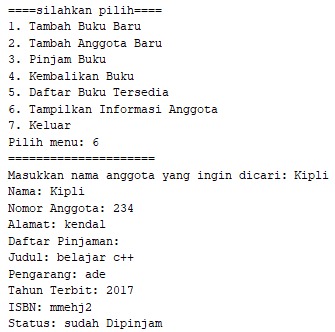 ====silahkan pilih====
1. Tambah Buku Baru
2. Tambah Anggota Baru
3. Pinjam Buku
4. Kembalikan Buku
5. Daftar Buku Tersedia
6. Tampilkan Informasi Anggota
7. Keluar
Pilih menu: 6
=====================
Masukkan nama anggota yang ingin dicari: Kipli
Nama: Kipli
Nomor Anggota: 234
Alamat: kendal
Daftar Pinjaman:
Judul: belajar c++
Pengarang: ade
Tahun Terbit: 2017
ISBN: mmehj2
Status: sudah Dipinjam